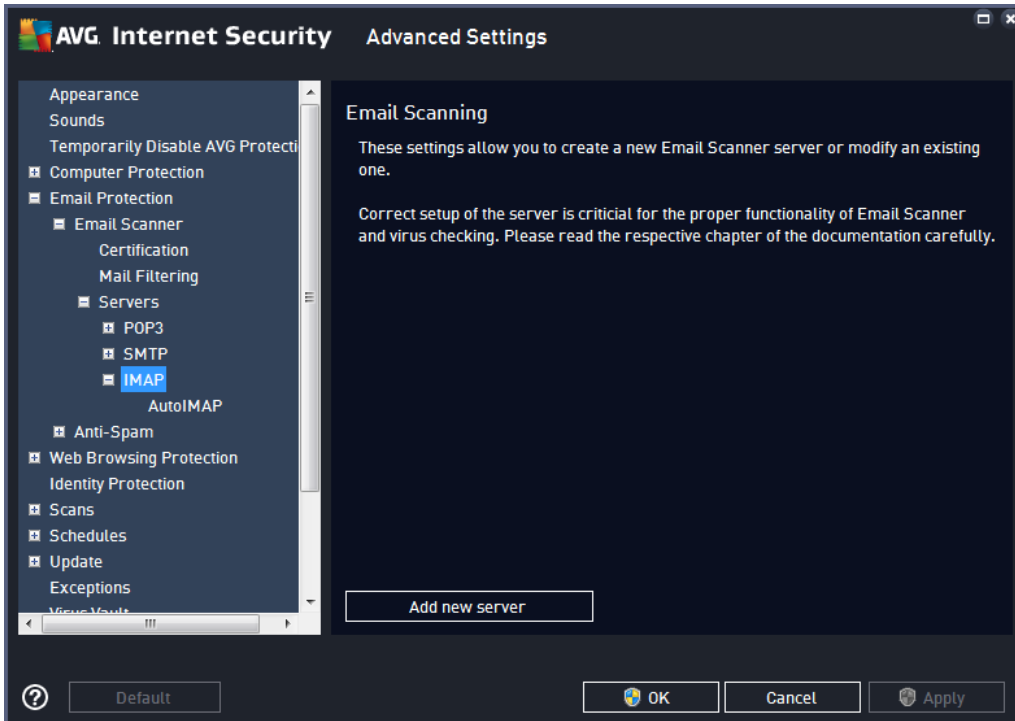 AVG. Internet Security Advanced Settings
Appearance
Sounds
Temporarily Disable AVG Protecti
Computer Protection
Email Protection
Email Scanner
Certification
Mail Filtering
Servers
POP3
SMTP
IMAP
AutoIMAP
Anti-Spam
Web Browsing Protection
Identity Protection
Scans
Schedules
Update
Exceptions
Virus Vault
Email Scanning
These settings allow you to create a new Email Scanner server or modify an existing
one.
Correct setup of the server is criticial for the proper functionality of Email Scanner
and virus checking. Please read the respective chapter of the documentation carefully.
Add new server
Default
OK
Cancel
Apply